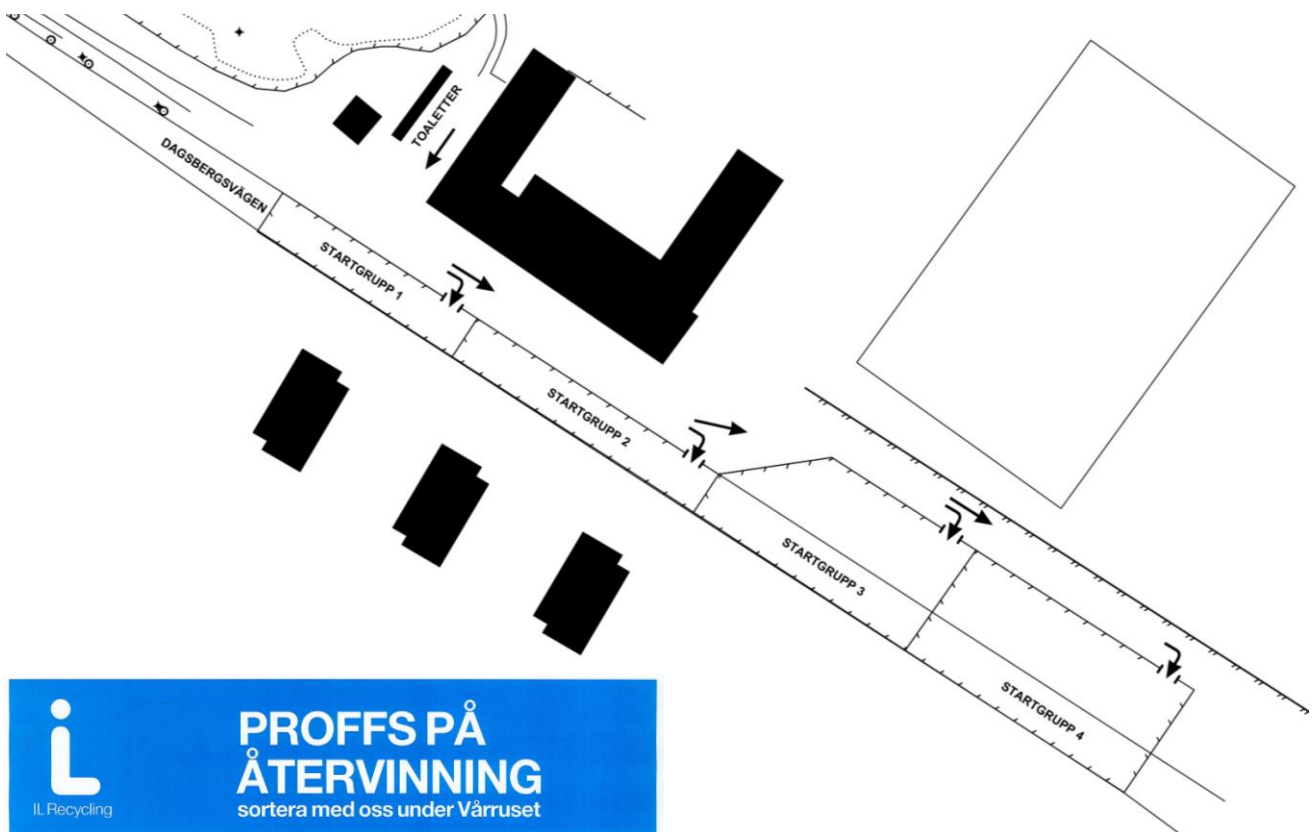 TOALETTER
DAGSBERGSVÄGEN
STARTGRUPP 1
STARTGRUPP 2
STARTGRUPP 3
STARTGRUPP 4
iL
IL Recycling
PROFFS PÅ
ÅTERVINNING
sortera med oss under Vårruset